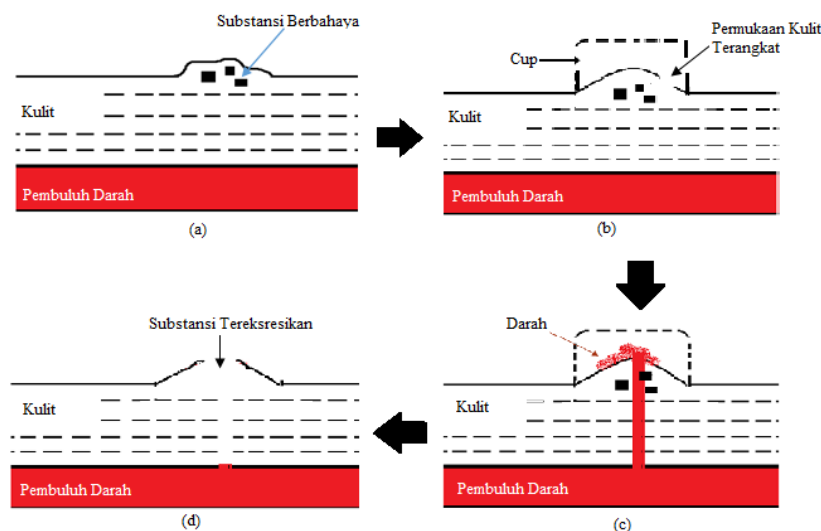 Substansi Berbahaya
Kulit
Pembuluh Darah
(a)
Permukaan Kulit
Terangkat
Cup
Kulit
Pembuluh Darah
(b)
Darah
Kulit
Pembuluh Darah
(c)
Substansi Tereksresikan
Kulit
Pembuluh Darah
(d)